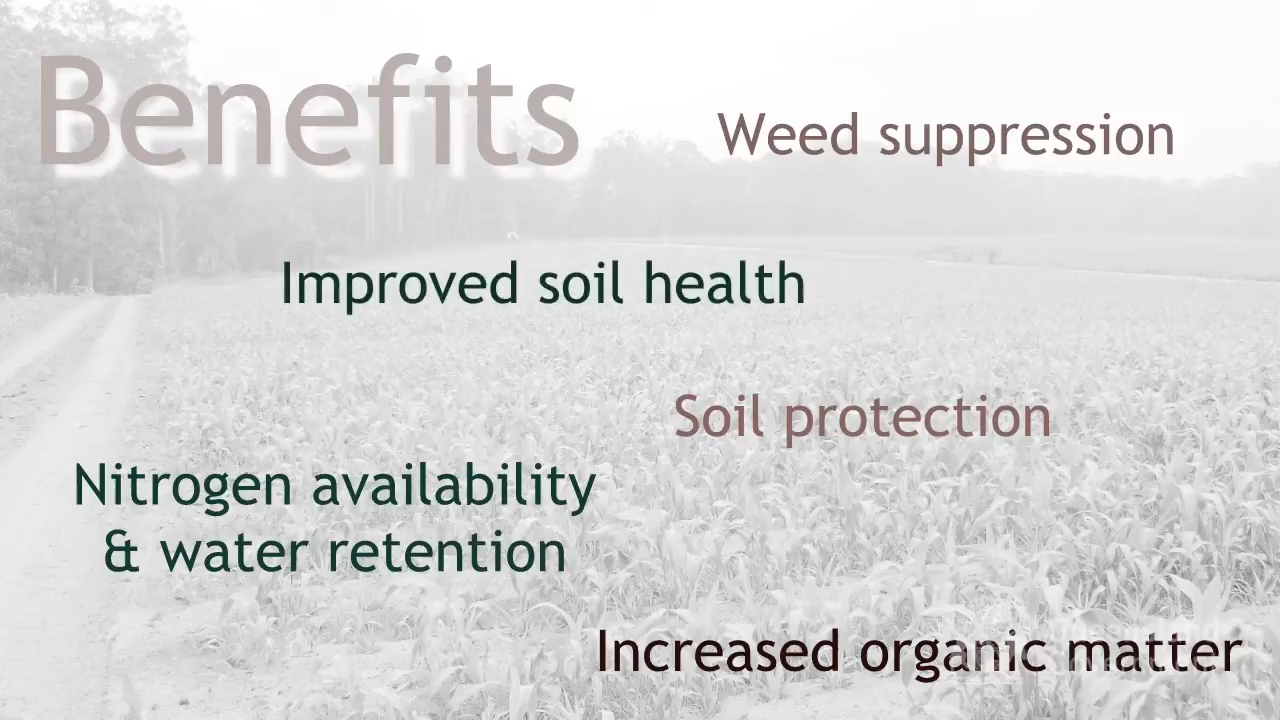 Benefits
Weed suppression
Improved soil health
Soil protection
Nitrogen availability
& water retention
Increased organic matter